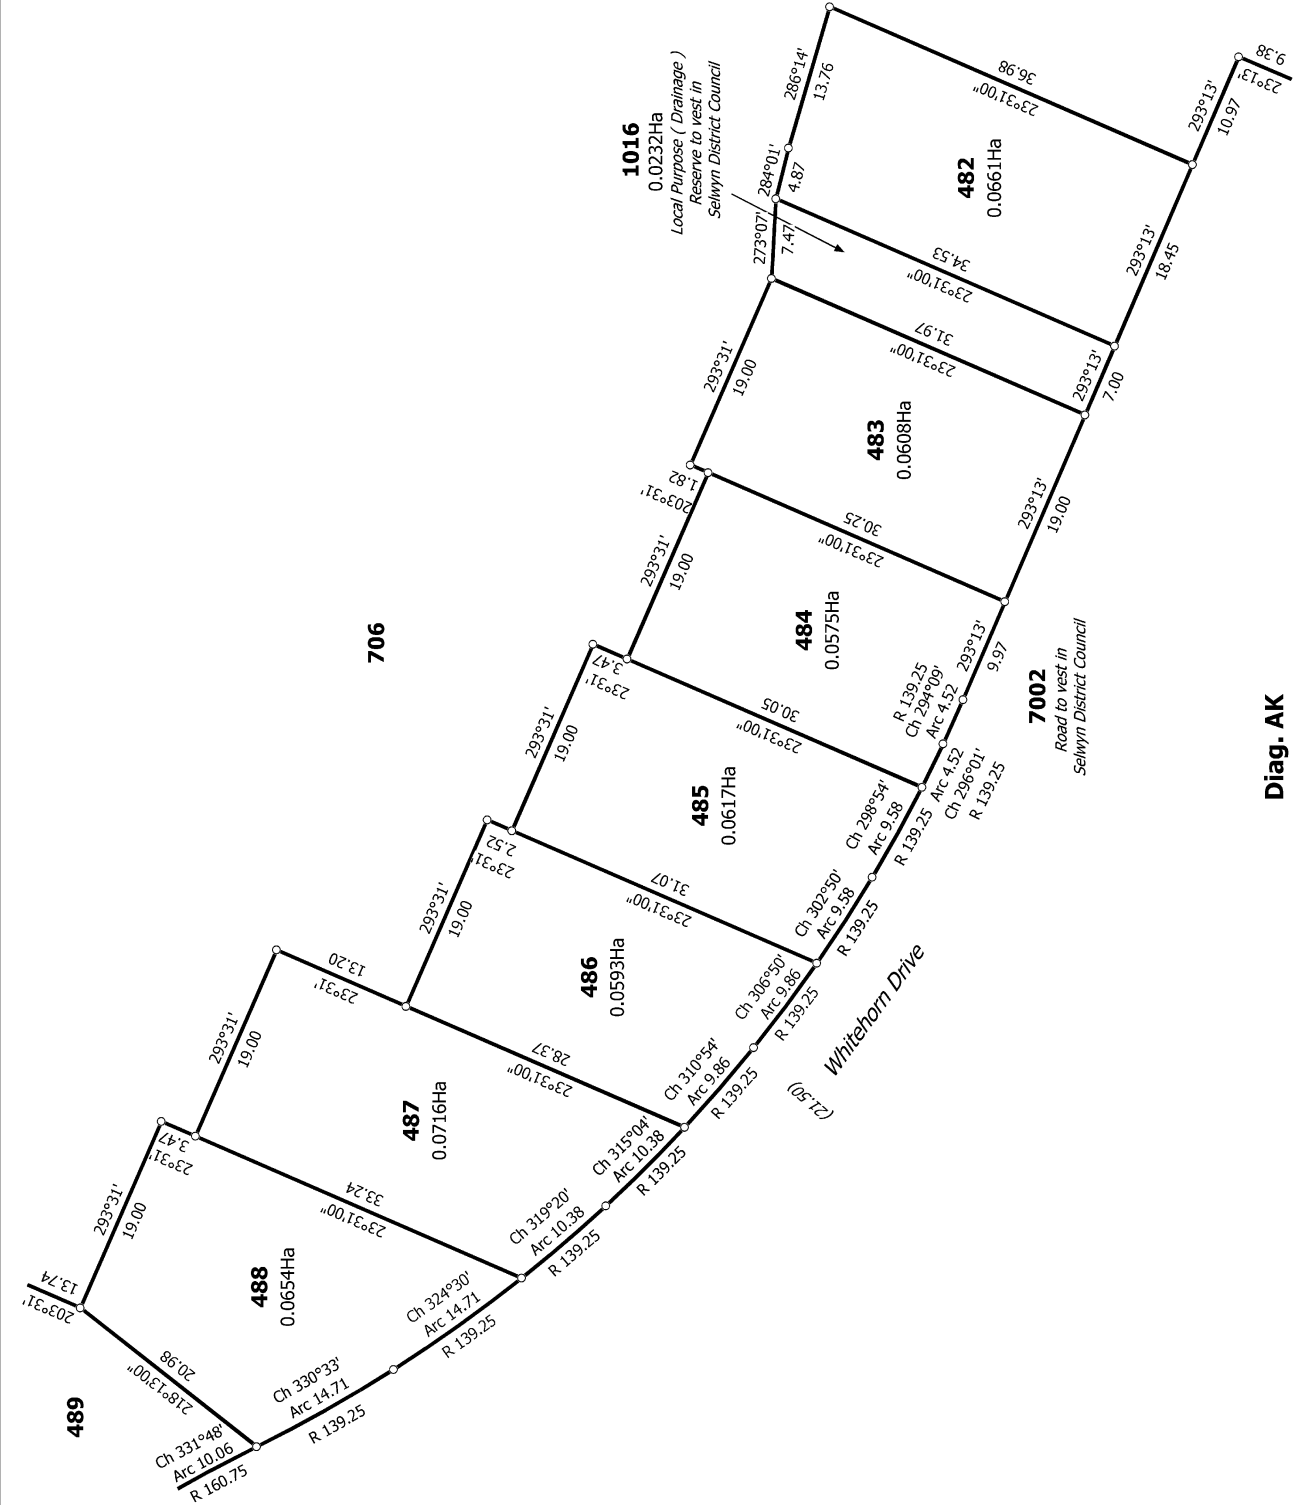 1016
0.0232Ha
Local Purpose ( Drainage )
Reserve to vest in
Selwyn District Council
273°07'
7.47
284°01'
4.87
286°14'
13.76
36.98
23°31'00"
482
0.0661Ha
293°13'
10.97
23°13'
9.38
293°13'
18.45
34.53
23°31'00"
293°13'
7.00
31.97
23°31'00"
293°31'
19.00
483
0.0608Ha
293°13'
19.00
203°31'
1.82
30.25
23°31'00"
293°31'
19.00
484
0.0575Ha
293°13'
9.97
R 139.25
Ch 294°09'
Arc 4.52
Arc 4.52
Ch 296°01'
R 139.25
706
23°31'
3.47
30.05
23°31'00"
293°31'
19.00
485
0.0617Ha
Ch 298°54'
Arc 9.58
R 139.25
Ch 302°50'
Arc 9.58
R 139.25
23°31'
2.52
31.07
23°31'00"
293°31'
19.00
486
0.0593Ha
Ch 306°50'
Arc 9.86
R 139.25
Ch 310°54'
Arc 9.86
R 139.25
13.20
23°31'
28.37
23°31'00"
293°31'
19.00
487
0.0716Ha
Ch 315°04'
Arc 10.38
R 139.25
Ch 319°20'
Arc 10.38
R 139.25
23°31'
3.47
33.24
23°31'00"
293°31'
19.00
488
0.0654Ha
Ch 324°30'
Arc 14.71
R 139.25
Ch 330°33'
Arc 14.71
R 139.25
13.74
203°31'
20.98
218°13'00"
489
Ch 331°48'
Arc 10.06
R 160.75
7002
Road to vest in
Selwyn District Council
(21.50)
Whitehorn Drive
Diag. AK